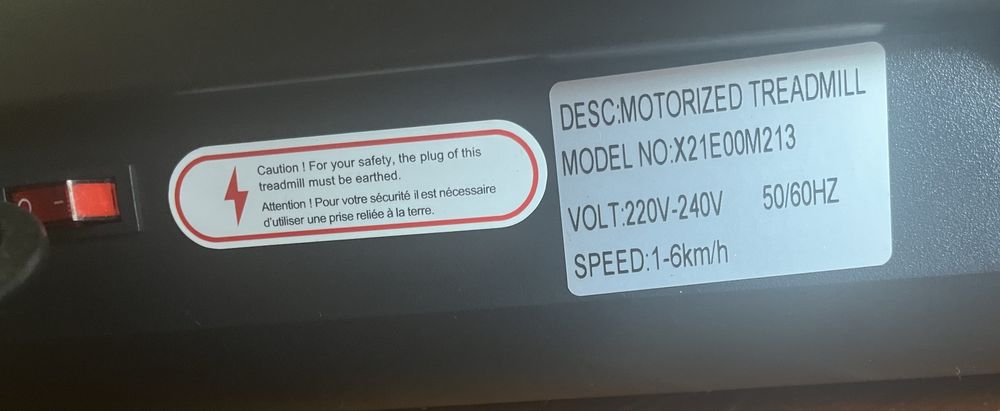 Caution ! For your safety, the plug of this
treadmill must be earthed.
Attention ! Pour votre sécurité il est nécessaire
d'utiliser une prise reliée à la terre.
DESC:MOTORIZED TREADMILL
MODEL NO:X21E00M213
VOLT:220V-240V 50/60HZ
SPEED:1-6km/h